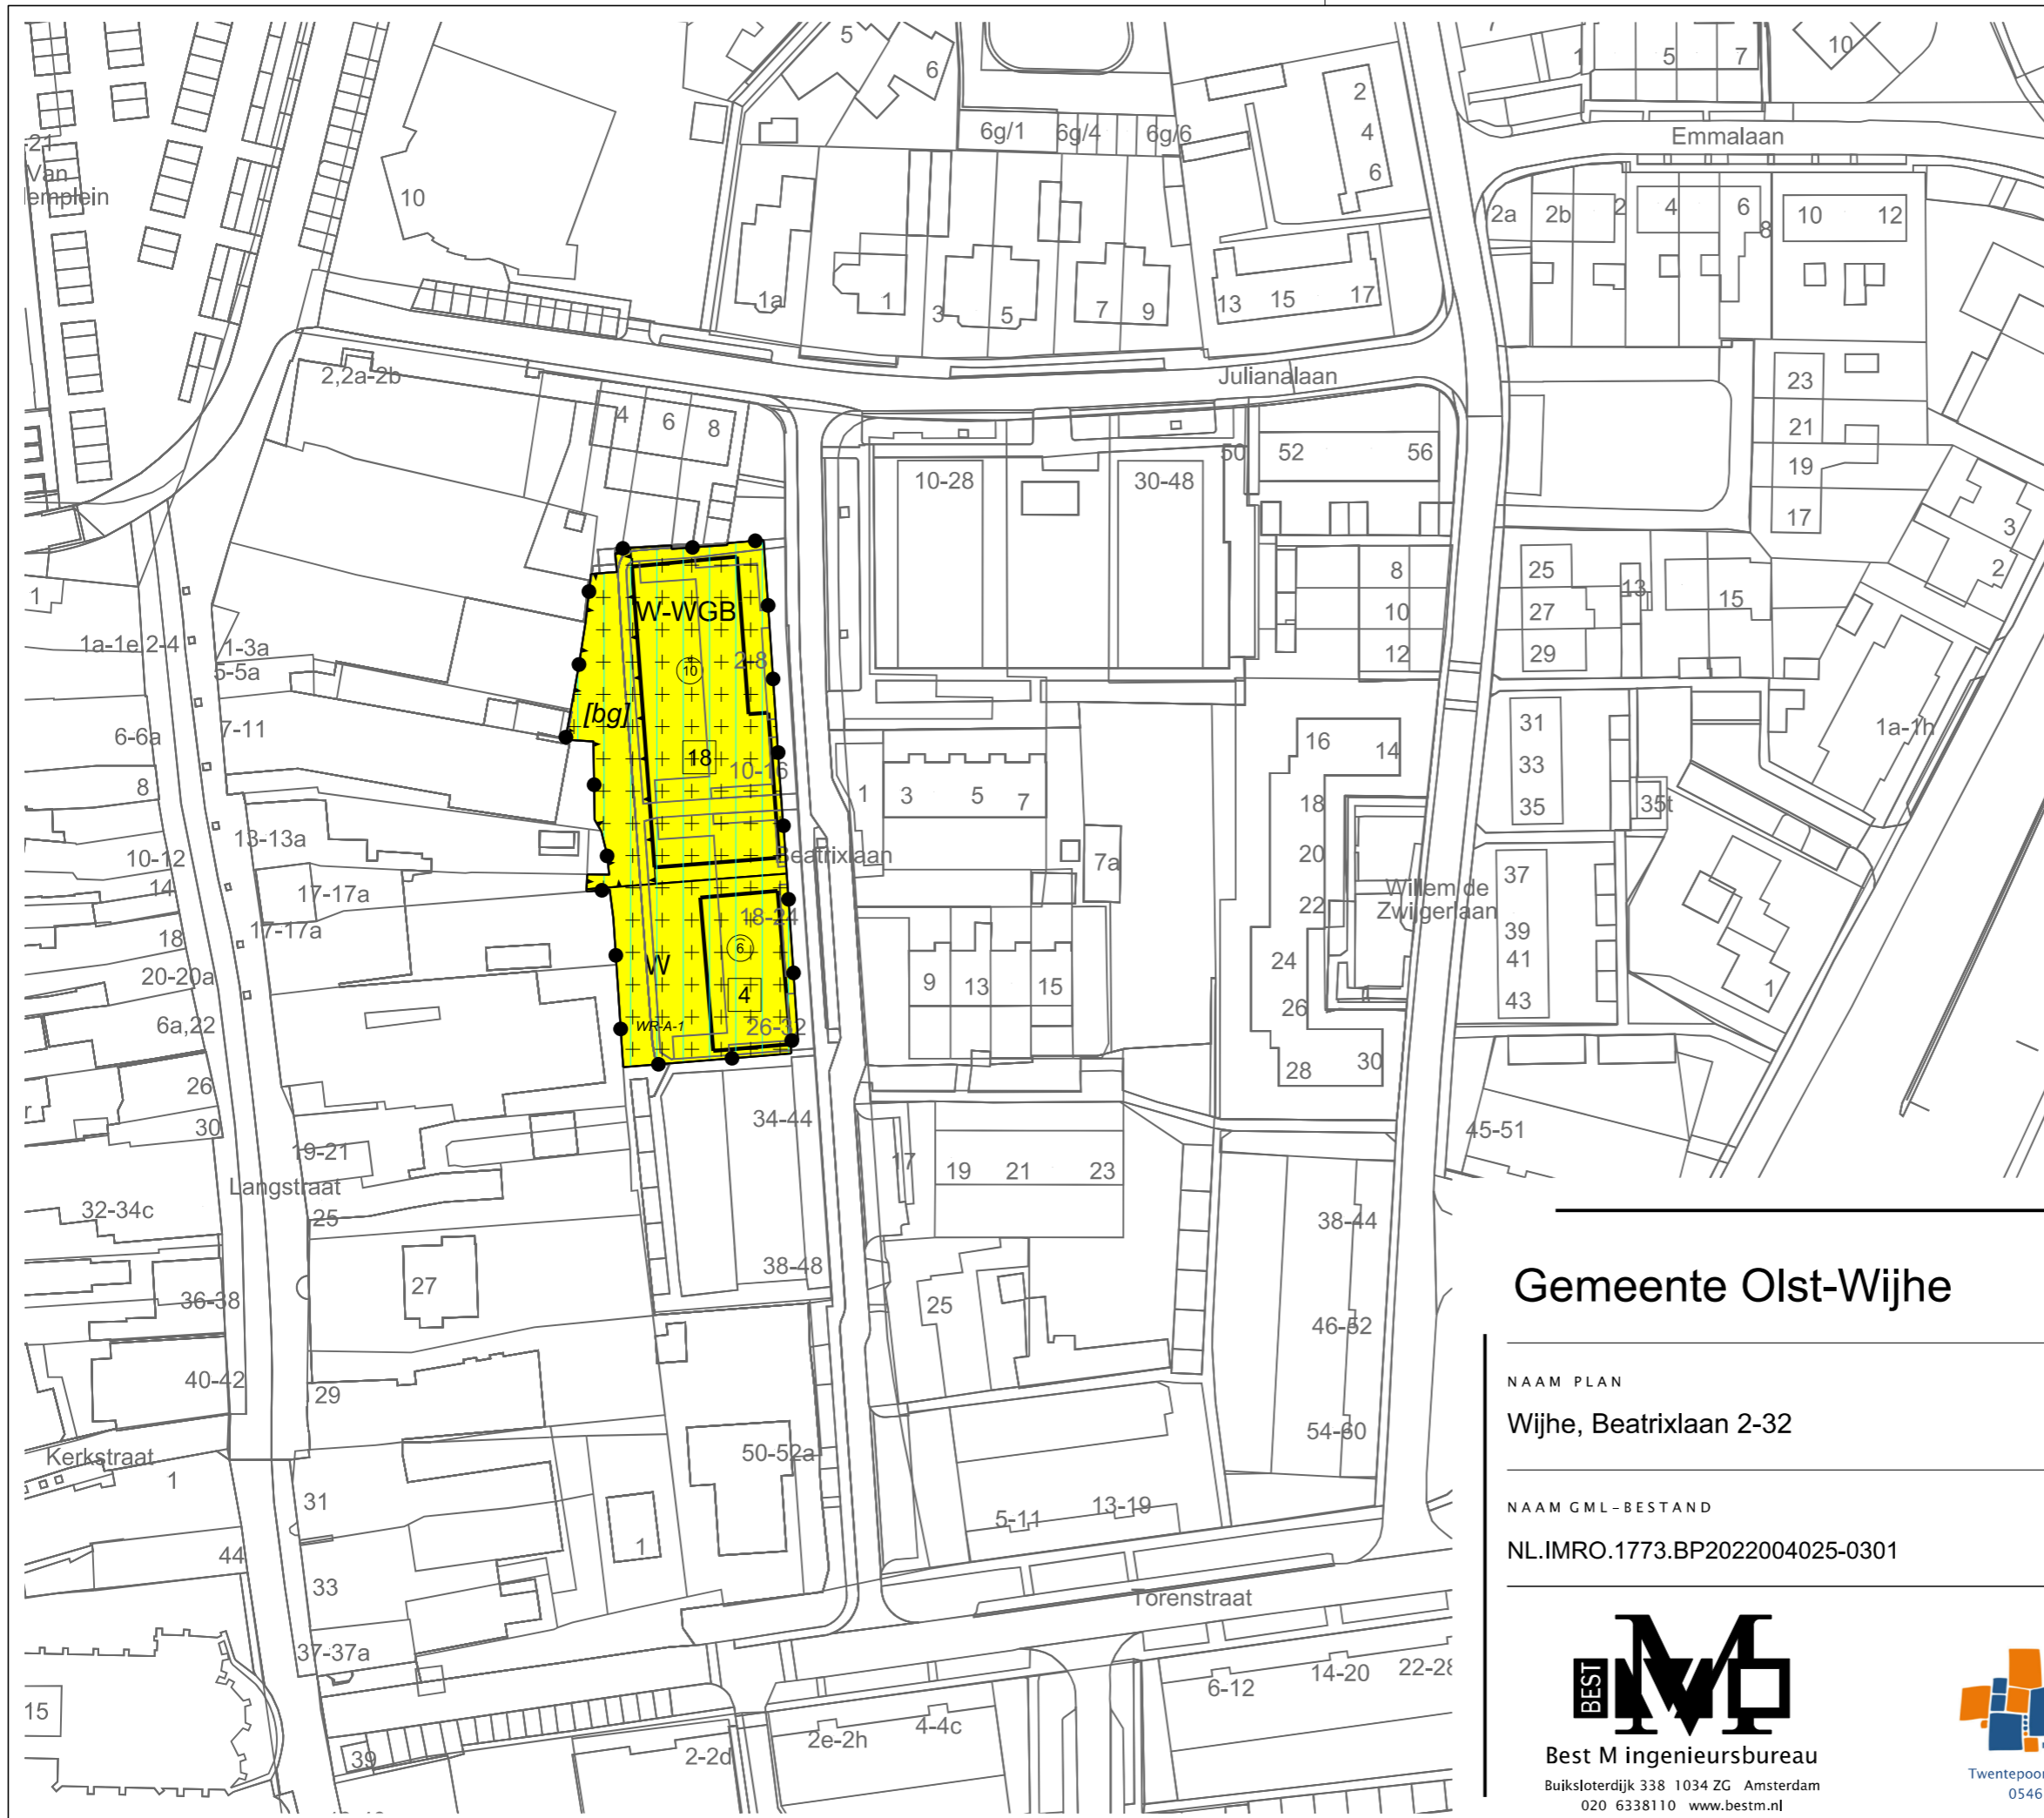 5
6
10
1
5
7
10
2
4
6
6g/1
6g/4
6g/6
Emmalaan
-21
Van
emplein
2a
2b
2
4
6
8
10
12
1a
1
3
5
7
9
13
15
17
2,2a-2b
Julianalaan
4
6
8
10-28
30-48
50
52
56
23
21
19
17
3
2
1
W-WGB
10
2-8
[bg]
18
10-16
8
10
12
25
27
29
13
15
1a-1e
2-4
1-3a
5-5a
6-6a
7-11
8
13-13a
10-12
14
17-17a
17-17a
18
20-20a
6a,22
26
30
Beatrixlaan
18-24
W
6
4
WR-A-1
26-32
1
3
5
7
7a
9
13
15
16
14
18
20
22
24
26
28
30
Willem de
Zwijgerlaan
31
33
35
35t
37
39
41
43
1a-1h
1
45-51
34-44
38-48
17
19
21
23
25
38-44
46-52
54-60
19-21
Langstraat
25
32-34c
27
36-38
40-42
29
Kerkstraat
1
31
44
33
37-37a
15
39
1
50-52a
5-11
13-19
Torenstraat
6-12
14-20
22-28
2-2d
2e-2h
4-4c
Gemeente Olst-Wijhe
NAAM PLAN
Wijhe, Beatrixlaan 2-32
NAAM GML-BESTAND
NL.IMRO.1773.BP2022004025-0301
BEST
M
Best M ingenieursbureau
Buiksloterdijk 338 1034 ZG Amsterdam
020 6338110 www.bestm.nl
Twentepoor
0546